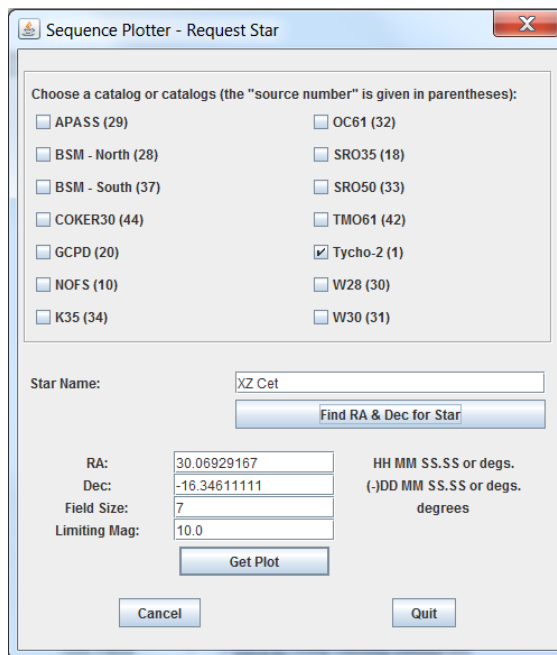 Sequence Plotter - Request Star
Choose a catalog or catalogs (the "source number" is given in parentheses):
APASS (29)
OC61 (32)
BSM - North (28)
SRO35 (18)
BSM - South (37)
SRO50 (33)
COKER30 (44)
TMO61 (42)
GCPD (20)
Tycho-2 (1)
NOFS (10)
W28 (30)
K35 (34)
W30 (31)
Star Name: XZ Cet
Find RA & Dec for Star
RA: 30.06929167 HH MM SS.SS or degs.
Dec: -16.34611111 (-)DD MM SS.SS or degs.
Field Size: 7 degrees
Limiting Mag: 10.0
Get Plot
Cancel Quit